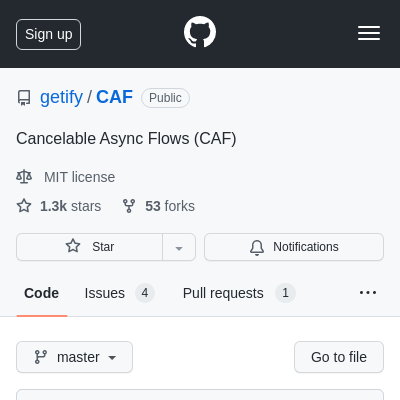 Sign up
getify / CAF Public
Cancelable Async Flows (CAF)
MIT license
1.3k stars 53 forks
Star Notifications
Code Issues 4 Pull requests 1
master Go to file